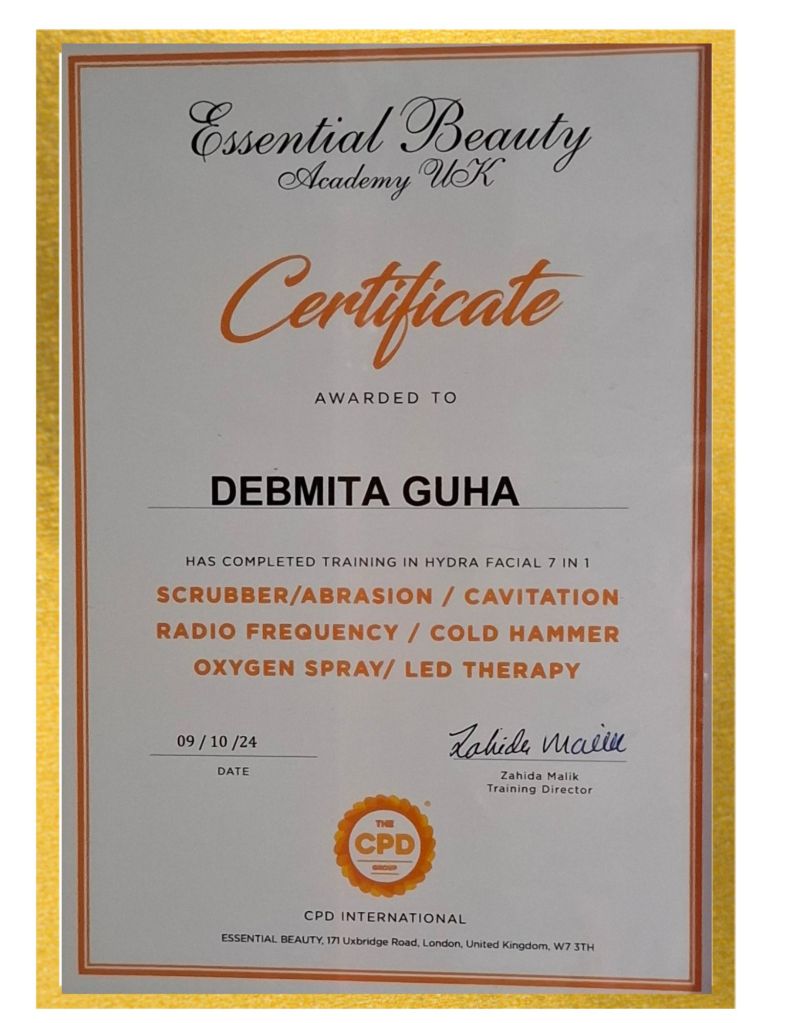 Essential Beauty
Academy UK
Certificate
AWARDED TO
DEBMITA GUHA
HAS COMPLETED TRAINING IN HYDRA FACIAL 7 IN 1
SCRUBBER/ABRASION / CAVITATION
RADIO FREQUENCY / COLD HAMMER
OXYGEN SPRAY/ LED THERAPY
09 / 10 /24
DATE
Zahida Malik
Zahida Malik
Training Director
THE
CPD
GROUP
®
CPD INTERNATIONAL
ESSENTIAL BEAUTY, 171 Uxbridge Road, London, United Kingdom, W7 3TH